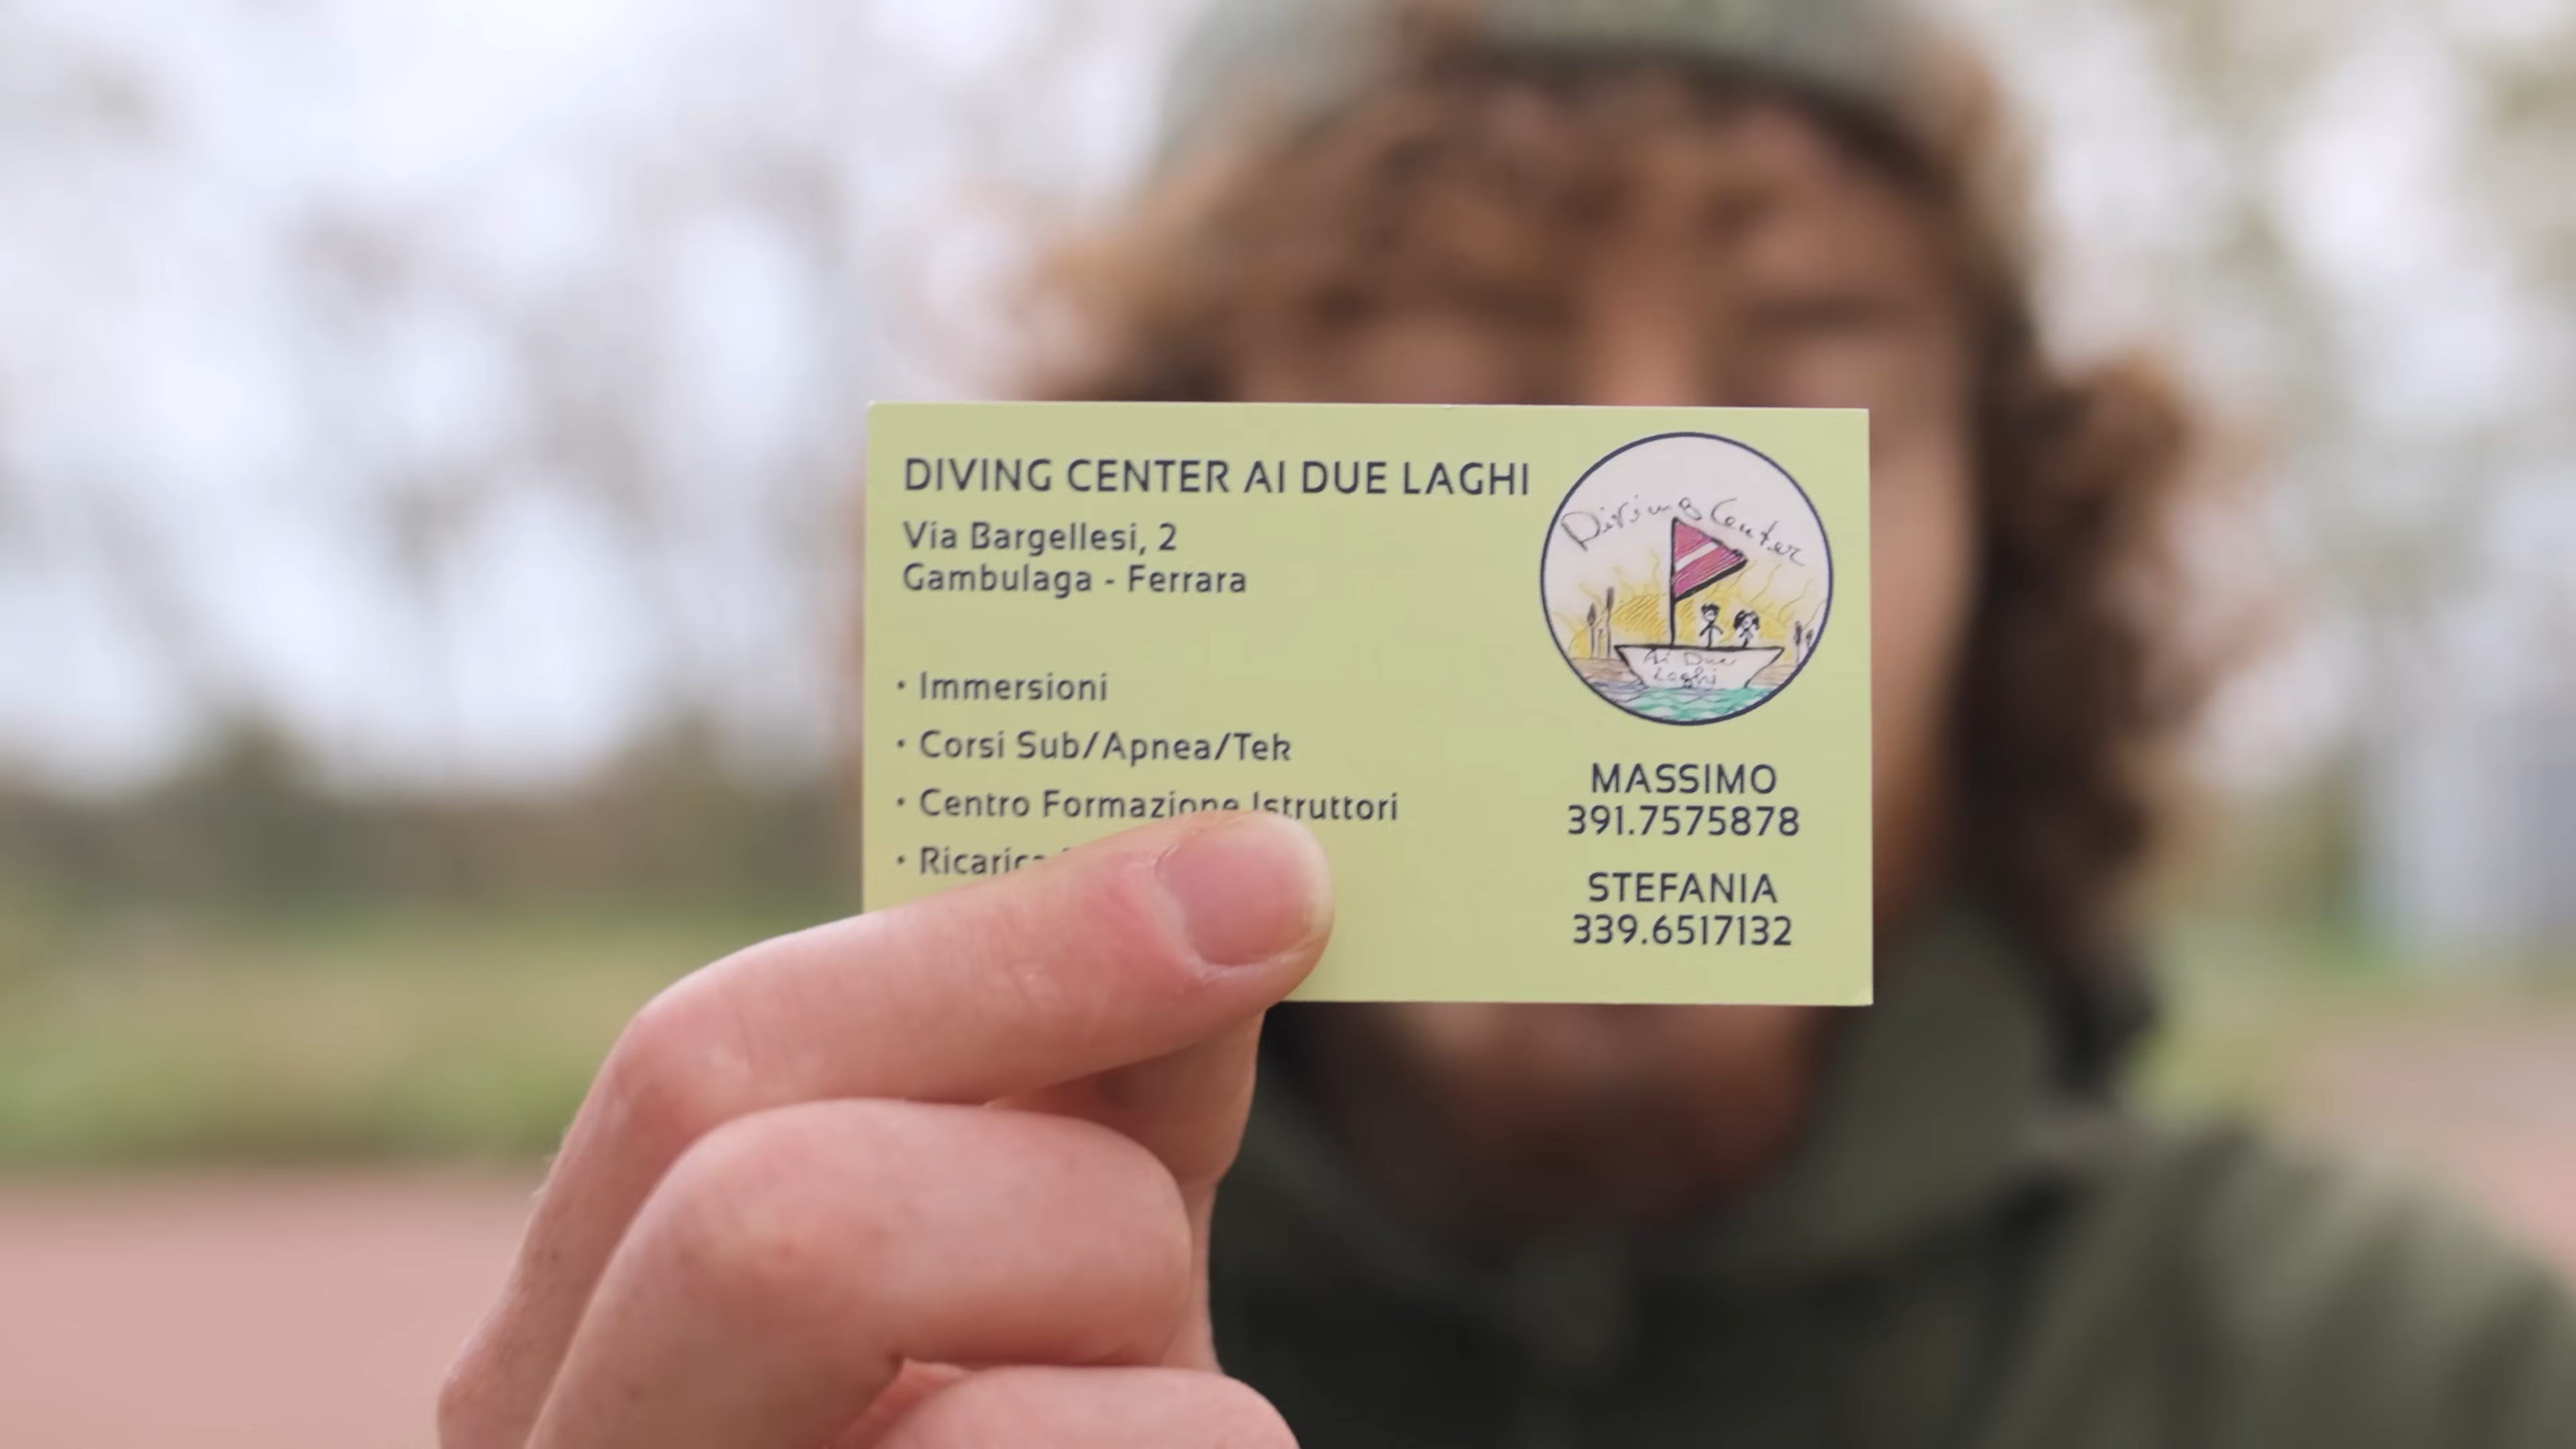 DIVING CENTER AI DUE LAGHI
Via Bargellesi, 2
Gambulaga - Ferrara
• Immersioni
• Corsi Sub/Apnea/Tek
• Centro Formazione Istruttori
Diving Center
Ai Due
Laghi
MASSIMO
391.7575878
STEFANIA
339.6517132